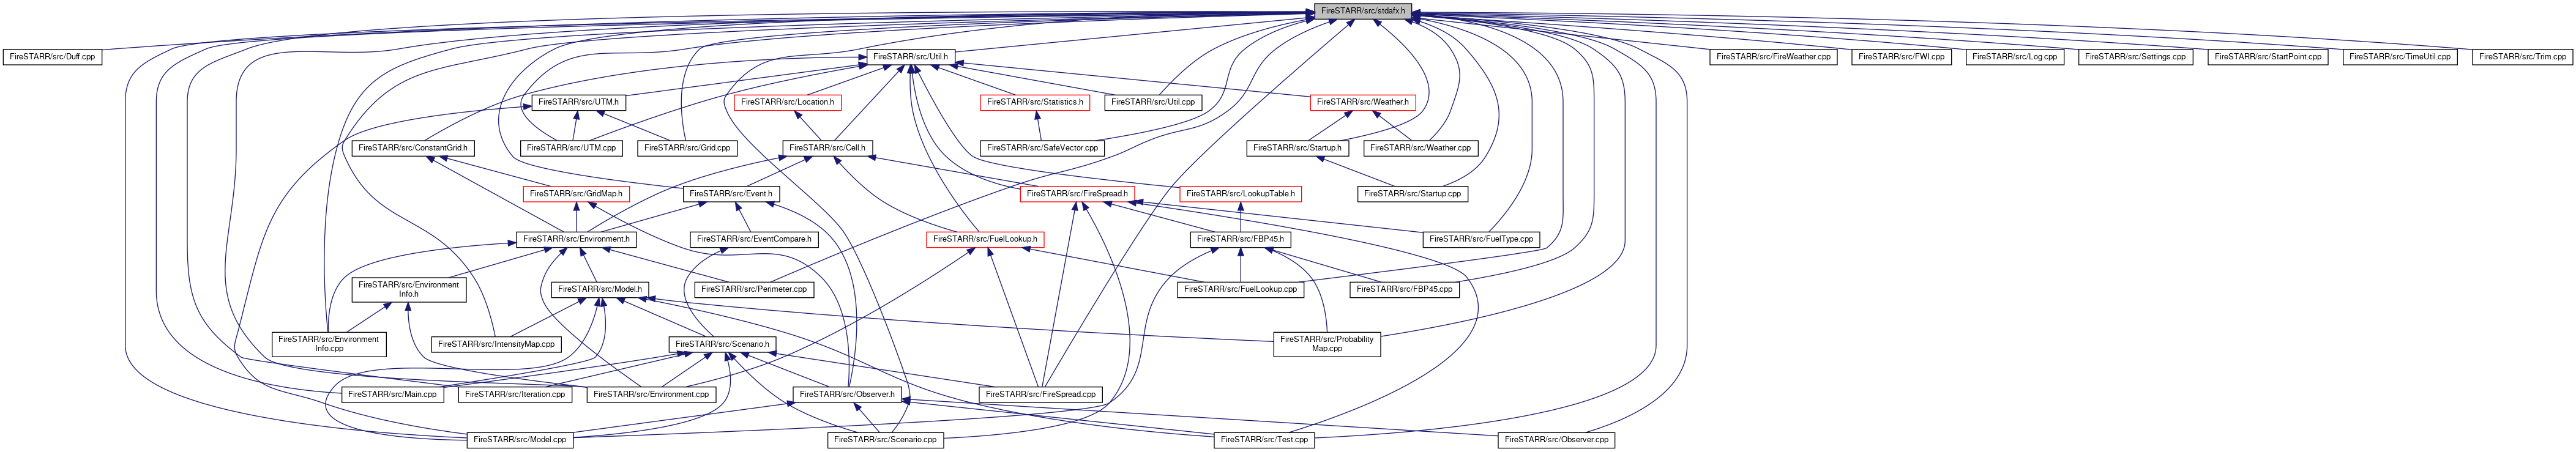 FireSTARR/src/stdafx.h
FireSTARR/src/Duff.cpp
FireSTARR/src/Util.h
FireSTARR/src/FireWeather.cpp
FireSTARR/src/FWI.cpp
FireSTARR/src/Log.cpp
FireSTARR/src/Settings.cpp
FireSTARR/src/StartPoint.cpp
FireSTARR/src/TimeUtil.cpp
FireSTARR/src/Trim.cpp
FireSTARR/src/UTM.h
FireSTARR/src/Location.h
FireSTARR/src/Statistics.h
FireSTARR/src/Util.cpp
FireSTARR/src/Weather.h
FireSTARR/src/ConstantGrid.h
FireSTARR/src/UTM.cpp
FireSTARR/src/Grid.cpp
FireSTARR/src/Cell.h
FireSTARR/src/SafeVector.cpp
FireSTARR/src/Startup.h
FireSTARR/src/Weather.cpp
FireSTARR/src/GridMap.h
FireSTARR/src/Event.h
FireSTARR/src/FireSpread.h
FireSTARR/src/LookupTable.h
FireSTARR/src/Startup.cpp
FireSTARR/src/Environment.h
FireSTARR/src/EventCompare.h
FireSTARR/src/FuelLookup.h
FireSTARR/src/FBP45.h
FireSTARR/src/FuelType.cpp
FireSTARR/src/Environment
Info.h
FireSTARR/src/Model.h
FireSTARR/src/Perimeter.cpp
FireSTARR/src/FuelLookup.cpp
FireSTARR/src/FBP45.cpp
FireSTARR/src/Environment
Info.cpp
FireSTARR/src/IntensityMap.cpp
FireSTARR/src/Scenario.h
FireSTARR/src/Probability
Map.cpp
FireSTARR/src/Main.cpp
FireSTARR/src/Iteration.cpp
FireSTARR/src/Environment.cpp
FireSTARR/src/Observer.h
FireSTARR/src/FireSpread.cpp
FireSTARR/src/Model.cpp
FireSTARR/src/Scenario.cpp
FireSTARR/src/Test.cpp
FireSTARR/src/Observer.cpp